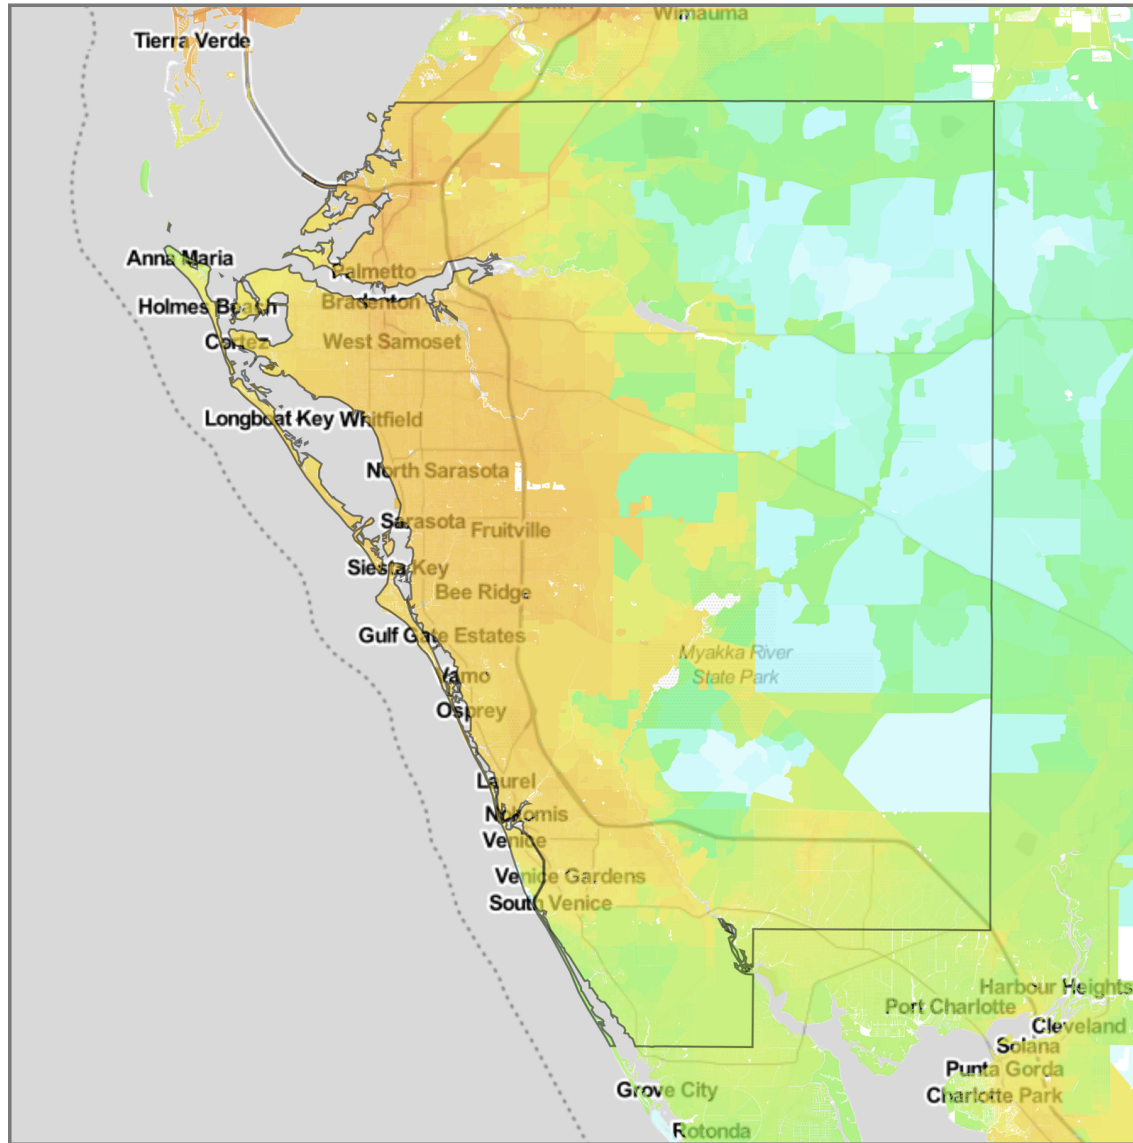 Wimauma
Tierra Verde
Anna Maria
Palmetto
Holmes Beach
Bradenton
Cortez
West Samoset
Longboat Key
Whitfield
North Sarasota
Sarasota
Fruitville
Siesta Key
Bee Ridge
Gulf Gate Estates
Myakka River
State Park
Vamo
Osprey
Laurel
Nokomis
Venice
Venice Gardens
South Venice
Harbour Heights
Port Charlotte
Cleveland
Solana
Punta Gorda
Grove City
Charlotte Park
Rotonda